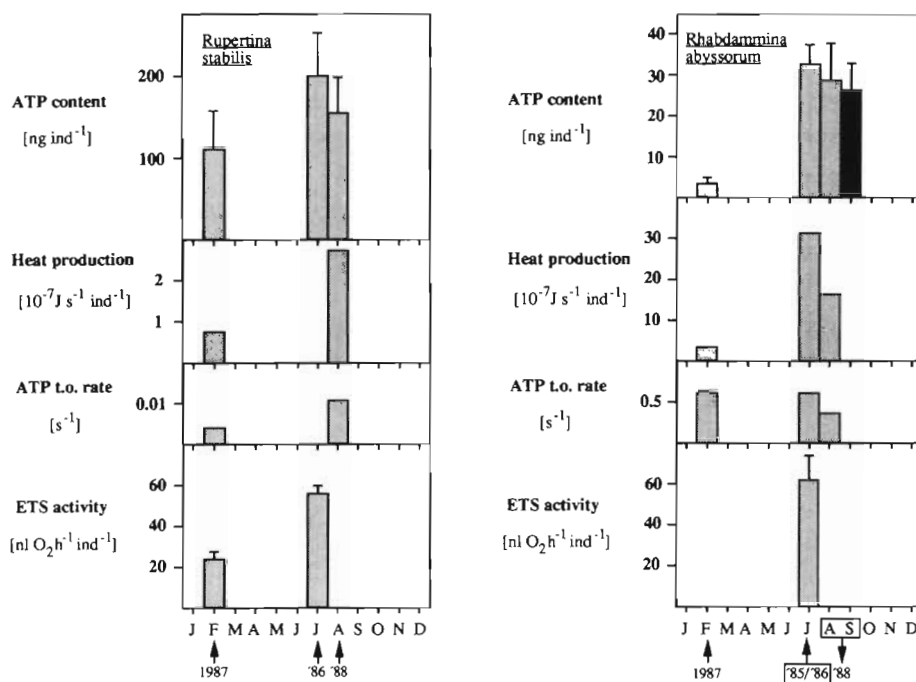 Rupertina
stabilis
ATP content
[ng ind⁻¹]
200
100
Heat production
[10⁻⁷J s⁻¹ ind⁻¹]
2
1
ATP t.o. rate
[s⁻¹]
0.01
ETS activity
[nl O₂h⁻¹ ind⁻¹]
60
40
20
J F M A M J J A S O N D
1987 ´86 ´88
Rhabdammina
abyssorum
ATP content
[ng ind⁻¹]
40
30
20
10
Heat production
[10⁻⁷J s⁻¹ ind⁻¹]
30
20
10
ATP t.o. rate
[s⁻¹]
0.5
ETS activity
[nl O₂h⁻¹ ind⁻¹]
60
40
20
J F M A M J J A S O N D
1987 ´85/´86 ´88